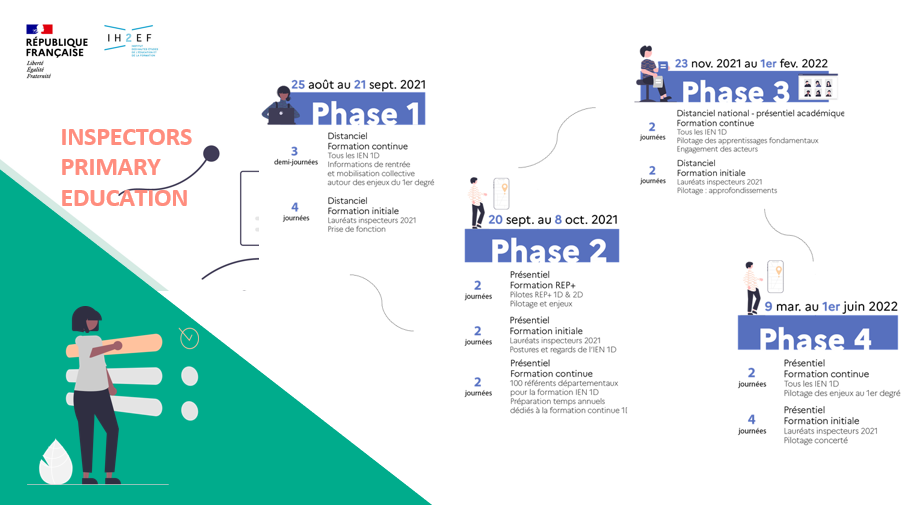 RÉPUBLIQUE
FRANÇAISE
Liberté
Égalité
Fraternité
IH2EF
INSPECTORS
PRIMARY
EDUCATION
25 août au 21 sept. 2021
Phase 1
3
demi-journées
Distanciel
Formation continue
Tous les IEN 1D
Informations de rentrée
et mobilisation collective
autour des enjeux du 1er degré
4
journées
Distanciel
Formation initiale
Lauréats inspecteurs 2021
Prise de fonction
20 sept. au 8 oct. 2021
Phase 2
2
journées
Présentiel
Formation REP+
Pilotes REP+ 1D & 2D
Pilotage et enjeux
2
journées
Présentiel
Formation initiale
Lauréats inspecteurs 2021
Postures et regards de l'IEN 1D
2
journées
Présentiel
Formation continue
100 référents départementaux
pour la formation IEN 1D
Préparation temps annuels
dédiés à la formation continue 1
23 nov. 2021 au 1er fev. 2022
Phase 3
2
journées
Distanciel national - présentiel académique
Formation continue
Tous les IEN 1D
Pilotage des apprentissages fondamentaux
Engagement des acteurs
2
journées
Distanciel
Formation initiale
Lauréats inspecteurs 2021
Pilotage : approfondissements
9 mar. au 1er juin 2022
Phase 4
2
journées
Présentiel
Formation continue
Tous les IEN 1D
Pilotage des enjeux au 1er degré
4
journées
Présentiel
Formation initiale
Lauréats inspecteurs 2021
Pilotage concerté